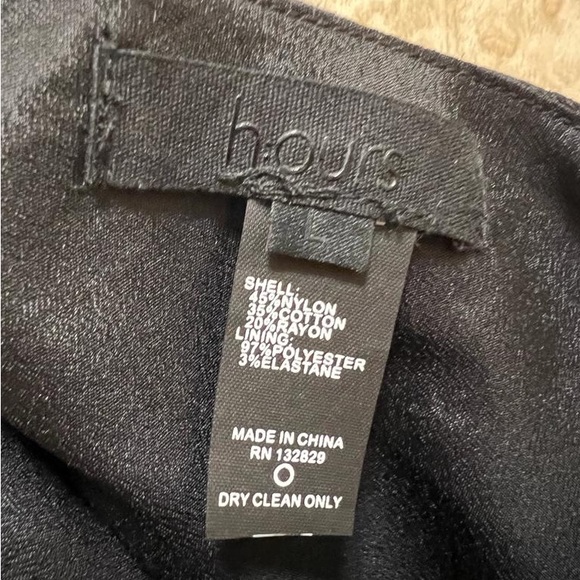 h:ours
L
SHELL:
45%NYLON
35%COTTON
20%RAYON
LINING:
97%POLYESTER
3%ELASTANE
MADE IN CHINA
RN 132829
DRY CLEAN ONLY